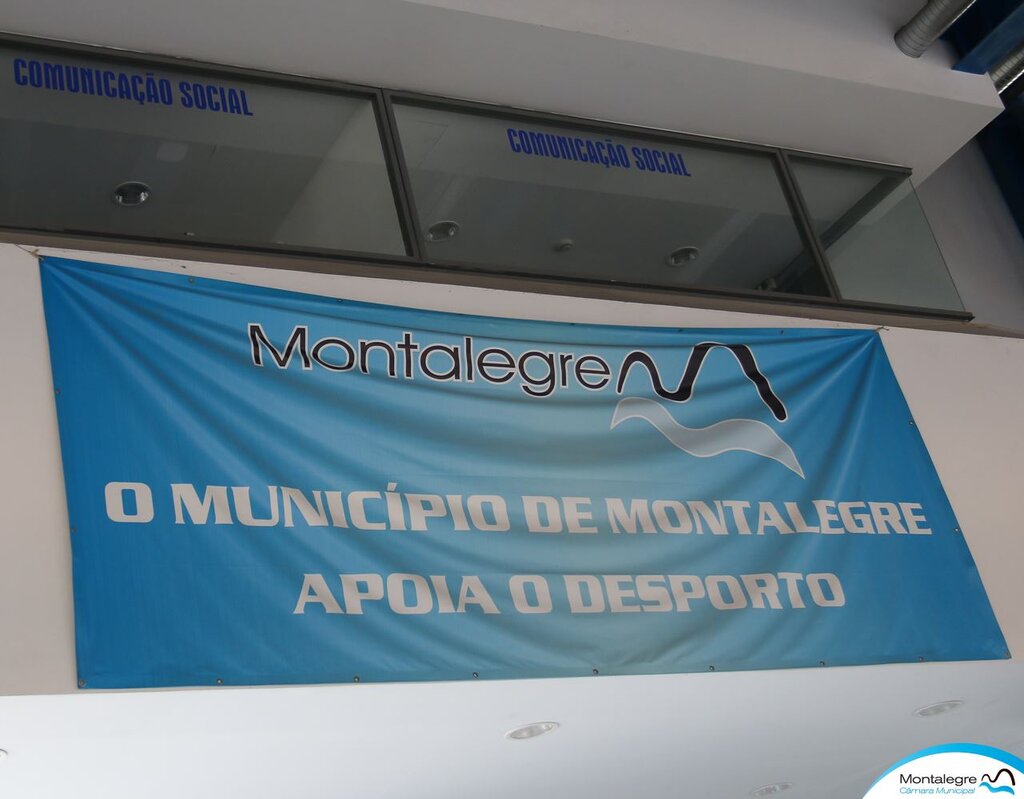 COMUNICAÇÃO SOCIAL
COMUNICAÇÃO SOCIAL
Montalegre
O MUNICÍPIO DE MONTALEGRE
APOIA O DESPORTO
Montalegre
Câmara Municipal